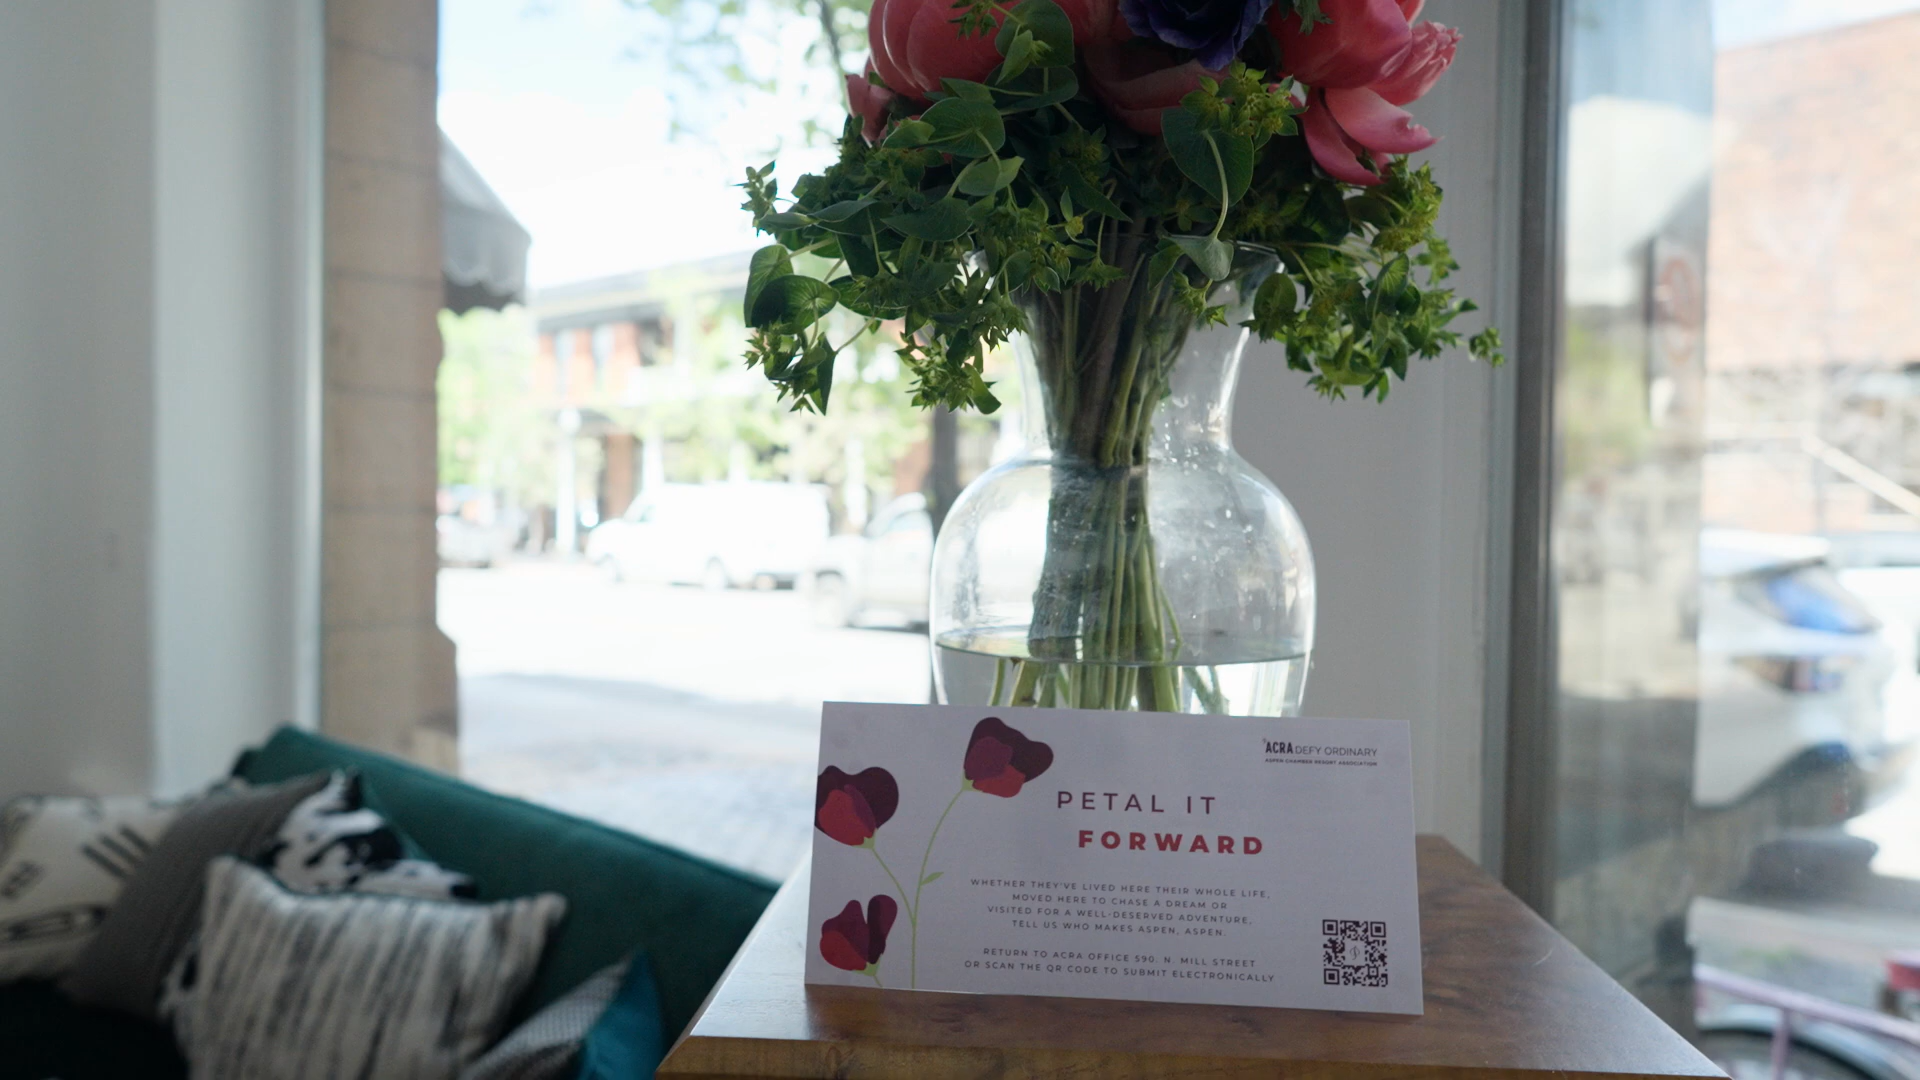 ACRA DEFY ORDINARY
ASPEN CHAMBER RESORT ASSOCIATION
PETAL IT
FORWARD
WHETHER THEY'VE LIVED HERE THEIR WHOLE LIFE,
MOVED HERE TO CHASE A DREAM OR
VISITED FOR A WELL-DESERVED ADVENTURE,
TELL US WHO MAKES ASPEN, ASPEN.
RETURN TO ACRA OFFICE 590. N. MILL STREET
OR SCAN THE QR CODE TO SUBMIT ELECTRONICALLY